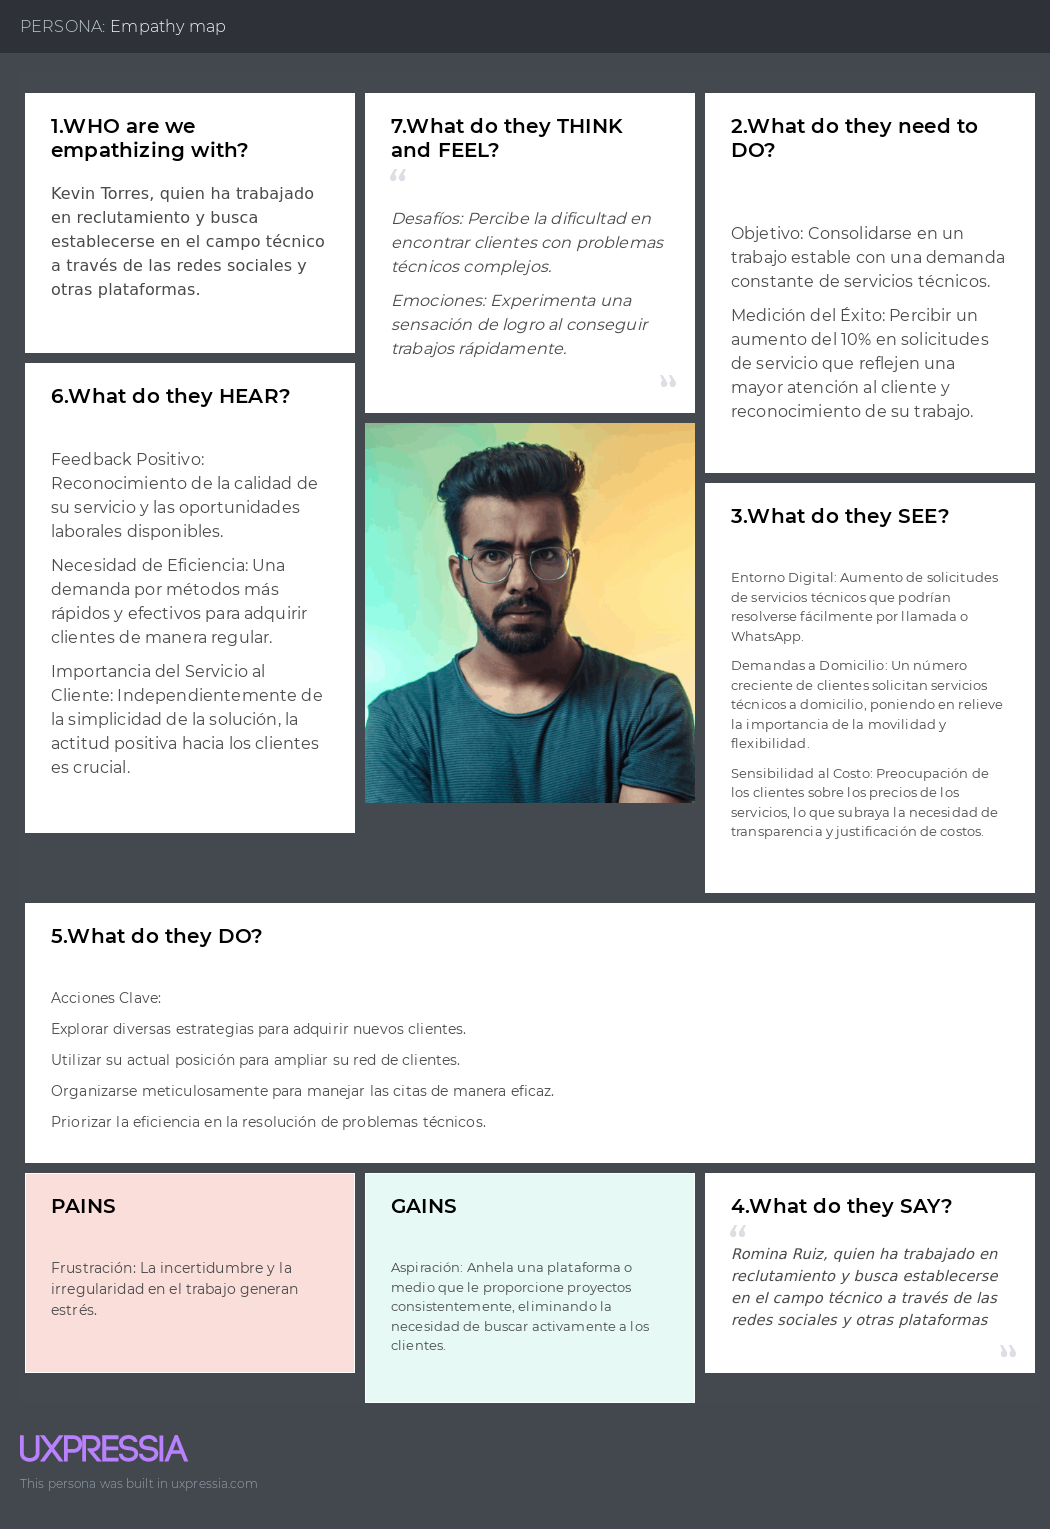 PERSONA: Empathy map
1.WHO are we
empathizing with?
Kevin Torres, quien ha trabajado
en reclutamiento y busca
establecerse en el campo técnico
a través de las redes sociales y
otras plataformas.
7.What do they THINK
and FEEL?
“
Desafíos: Percibe la dificultad en
encontrar clientes con problemas
técnicos complejos.
Emociones: Experimenta una
sensación de logro al conseguir
trabajos rápidamente.
”
2.What do they need to
DO?
Objetivo: Consolidarse en un
trabajo estable con una demanda
constante de servicios técnicos.
Medición del Éxito: Percibir un
aumento del 10% en solicitudes
de servicio que reflejen una
mayor atención al cliente y
reconocimiento de su trabajo.
6.What do they HEAR?
Feedback Positivo:
Reconocimiento de la calidad de
su servicio y las oportunidades
laborales disponibles.
Necesidad de Eficiencia: Una
demanda por métodos más
rápidos y efectivos para adquirir
clientes de manera regular.
Importancia del Servicio al
Cliente: Independientemente de
la simplicidad de la solución, la
actitud positiva hacia los clientes
es crucial.
3.What do they SEE?
Entorno Digital: Aumento de solicitudes
de servicios técnicos que podrían
resolverse fácilmente por llamada o
WhatsApp.
Demandas a Domicilio: Un número
creciente de clientes solicitan servicios
técnicos a domicilio, poniendo en relieve
la importancia de la movilidad y
flexibilidad.
Sensibilidad al Costo: Preocupación de
los clientes sobre los precios de los
servicios, lo que subraya la necesidad de
transparencia y justificación de costos.
5.What do they DO?
Acciones Clave:
Explorar diversas estrategias para adquirir nuevos clientes.
Utilizar su actual posición para ampliar su red de clientes.
Organizarse meticulosamente para manejar las citas de manera eficaz.
Priorizar la eficiencia en la resolución de problemas técnicos.
PAINS
Frustración: La incertidumbre y la
irregularidad en el trabajo generan
estrés.
GAINS
Aspiración: Anhela una plataforma o
medio que le proporcione proyectos
consistentemente, eliminando la
necesidad de buscar activamente a los
clientes.
4.What do they SAY?
“
Romina Ruiz, quien ha trabajado en
reclutamiento y busca establecerse
en el campo técnico a través de las
redes sociales y otras plataformas
”
UXPRESSIA
This persona was built in uxpressia.com